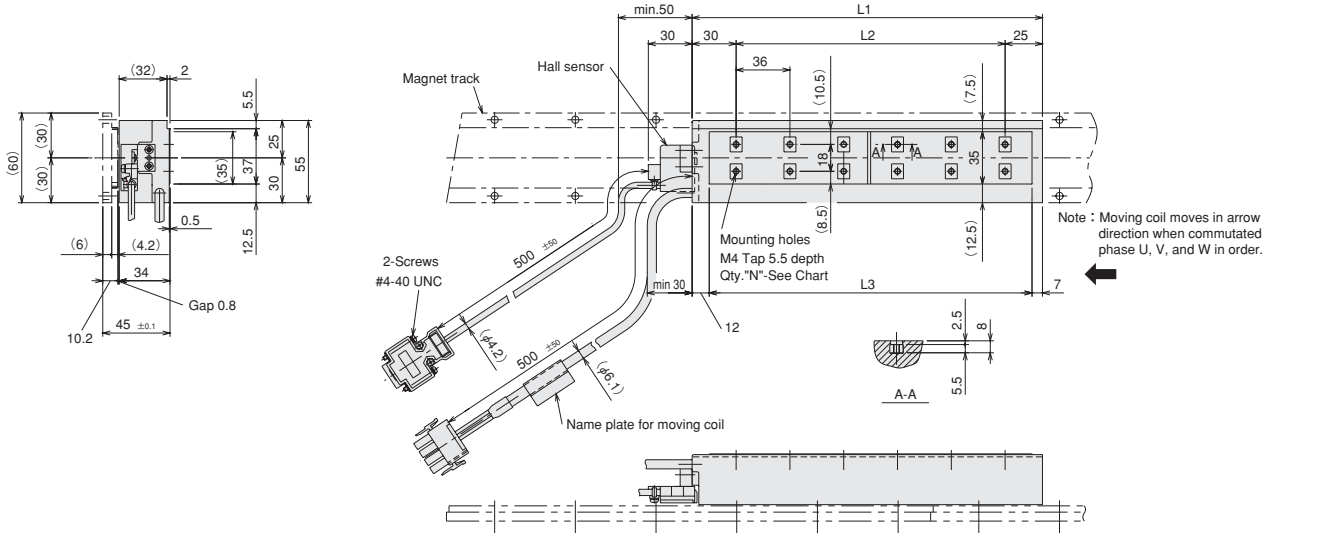 min.50
L1
30
30
L2
25
36
(32)
2
Hall sensor
Magnet track
(10.5)
(7.5)
5.5
(60)
(30)
(30)
(35)
37
25
30
55
18
A
A
35
0.5
12.5
(6)
(4.2)
34
Gap 0.8
10.2
45 ±0.1
(8.5)
(12.5)
Note : Moving coil moves in arrow
direction when commutated
phase U, V, and W in order.
Mounting holes
M4 Tap 5.5 depth
Qty."N"-See Chart
500 ±50
2-Screws
#4-40 UNC
min 30
L3
7
12
(φ4.2)
500 ±50
(φ6.1)
2.5
8
5.5
A-A
Name plate for moving coil